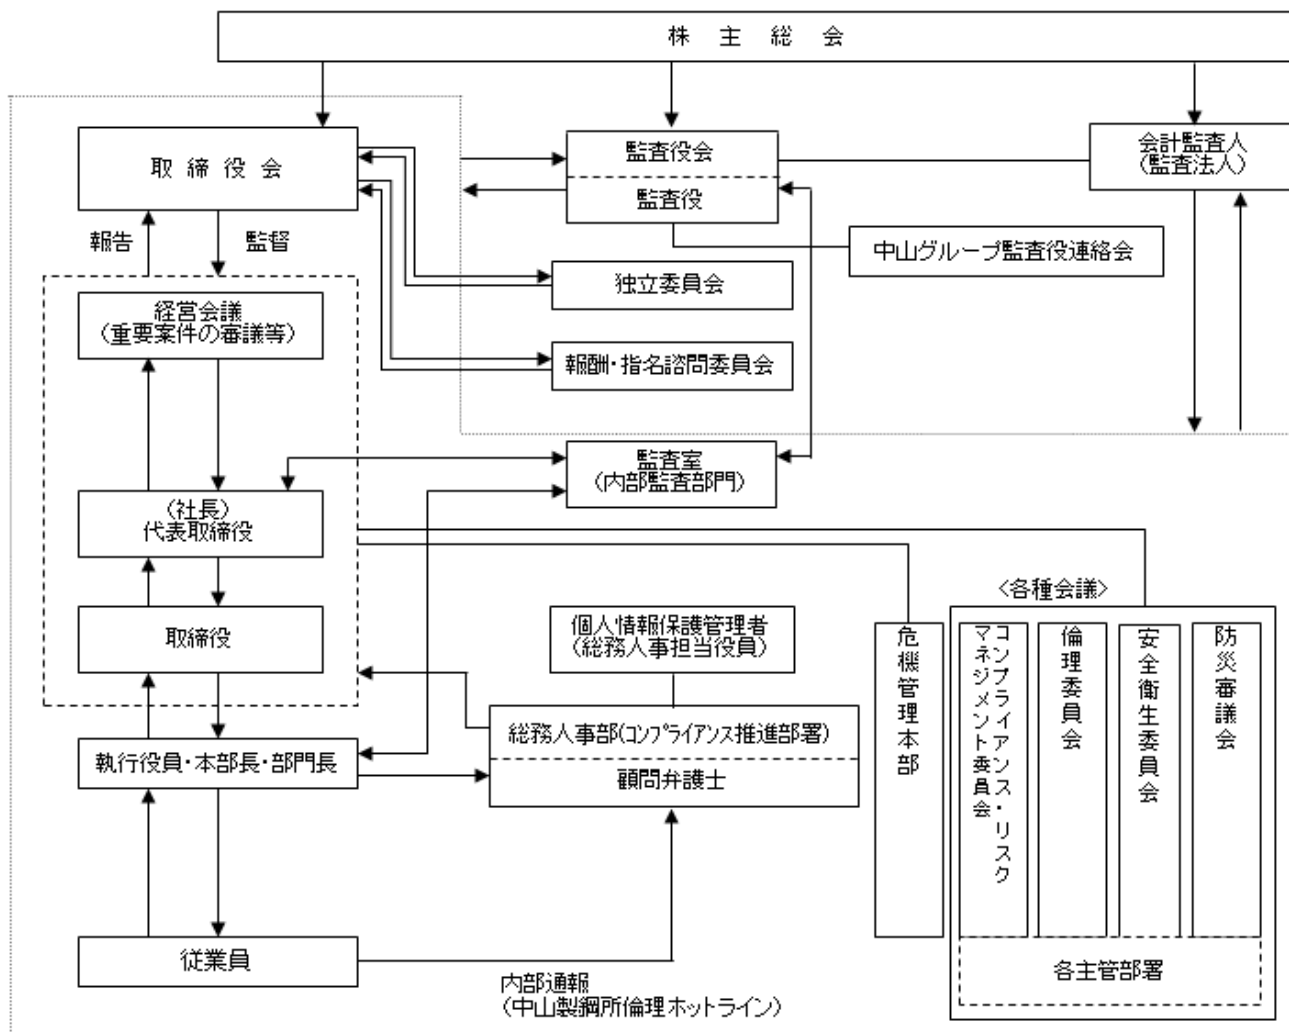 株主総会
取締役会
監査役会
監査役
会計監査人
(監査法人)
報告
監督
中山グループ監査役連絡会
独立委員会
経営会議
(重要案件の審議等)
報酬・指名諮問委員会
監査室
(内部監査部門)
(社長)
代表取締役
取締役
個人情報保護管理者
(総務人事担当役員)
<各種会議>
危機管理本部
コンプライアンス・リスク
マネジメント委員会
倫理委員会
安全衛生委員会
防災審議会
各主管部署
総務人事部(コンプライアンス推進部署)
顧問弁護士
執行役員・本部長・部門長
従業員
内部通報
(中山製鋼所倫理ホットライン)